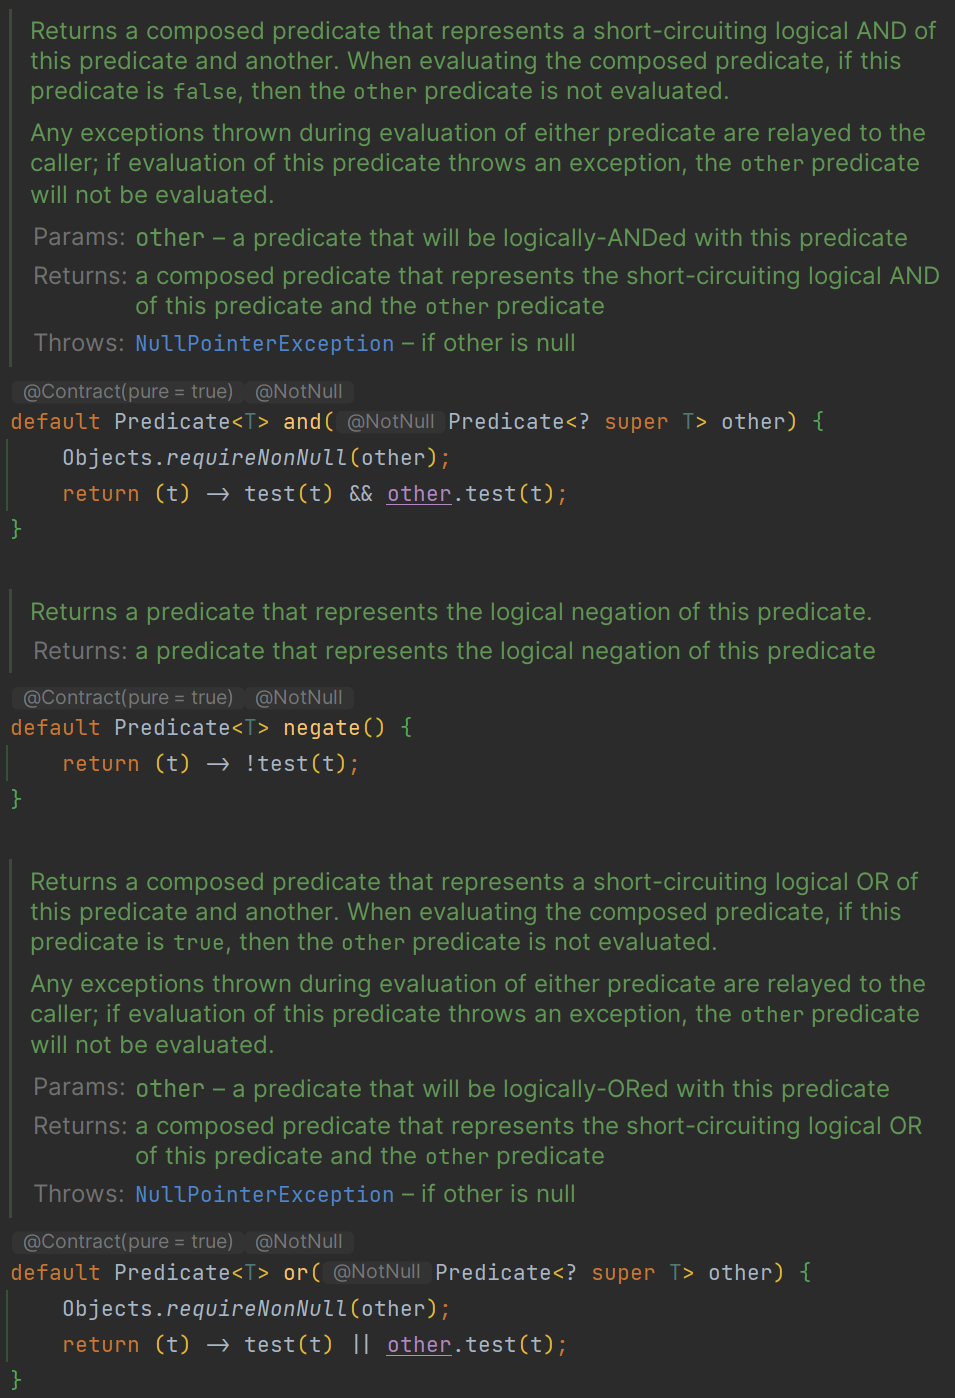 Returns a composed predicate that represents a short-circuiting logical AND of
this predicate and another. When evaluating the composed predicate, if this
predicate is false, then the other predicate is not evaluated.
Any exceptions thrown during evaluation of either predicate are relayed to the
caller; if evaluation of this predicate throws an exception, the other predicate
will not be evaluated.
Params: other – a predicate that will be logically-ANDed with this predicate
Returns: a composed predicate that represents the short-circuiting logical AND
of this predicate and the other predicate
Throws: NullPointerException – if other is null
@Contract(pure = true) @NotNull
default Predicate<T> and( @NotNull Predicate<? super T> other) {
Objects.requireNonNull(other);
return (t) -> test(t) && other.test(t);
}
Returns a predicate that represents the logical negation of this predicate.
Returns: a predicate that represents the logical negation of this predicate
@Contract(pure = true) @NotNull
default Predicate<T> negate() {
return (t) -> !test(t);
}
Returns a composed predicate that represents a short-circuiting logical OR of
this predicate and another. When evaluating the composed predicate, if this
predicate is true, then the other predicate is not evaluated.
Any exceptions thrown during evaluation of either predicate are relayed to the
caller; if evaluation of this predicate throws an exception, the other predicate
will not be evaluated.
Params: other – a predicate that will be logically-ORed with this predicate
Returns: a composed predicate that represents the short-circuiting logical OR
of this predicate and the other predicate
Throws: NullPointerException – if other is null
@Contract(pure = true) @NotNull
default Predicate<T> or( @NotNull Predicate<? super T> other) {
Objects.requireNonNull(other);
return (t) -> test(t) || other.test(t);
}